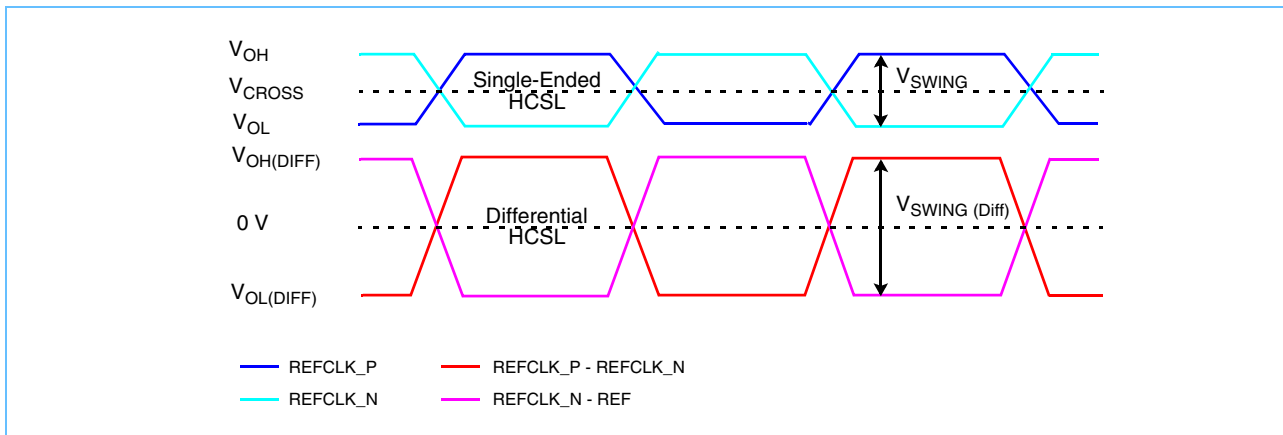 VOH
VCROSS
VOL
Single-Ended
HCSL
VSWING
VOH(DIFF)
0 V
VOL(DIFF)
Differential
HCSL
VSWING (Diff)
REFCLK_P
REFCLK_P - REFCLK_N
REFCLK_N
REFCLK_N - REF